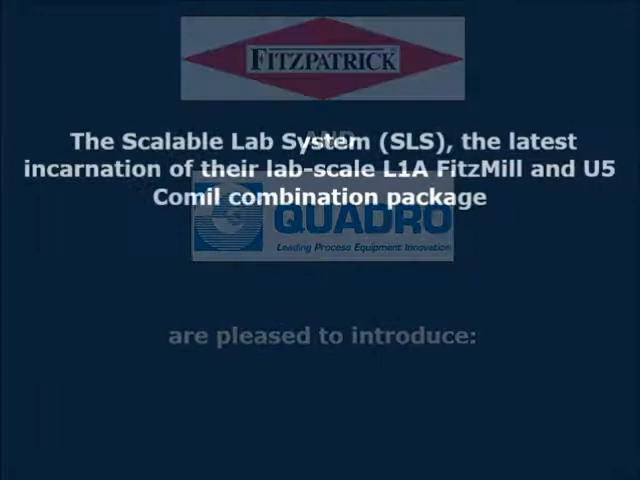 FITZPATRICK®
AND
The Scalable Lab System (SLS), the latest
incarnation of their lab-scale L1A FitzMill and U5
Comil combination package
QUADRO
Leading Process Equipment Innovation
are pleased to introduce: